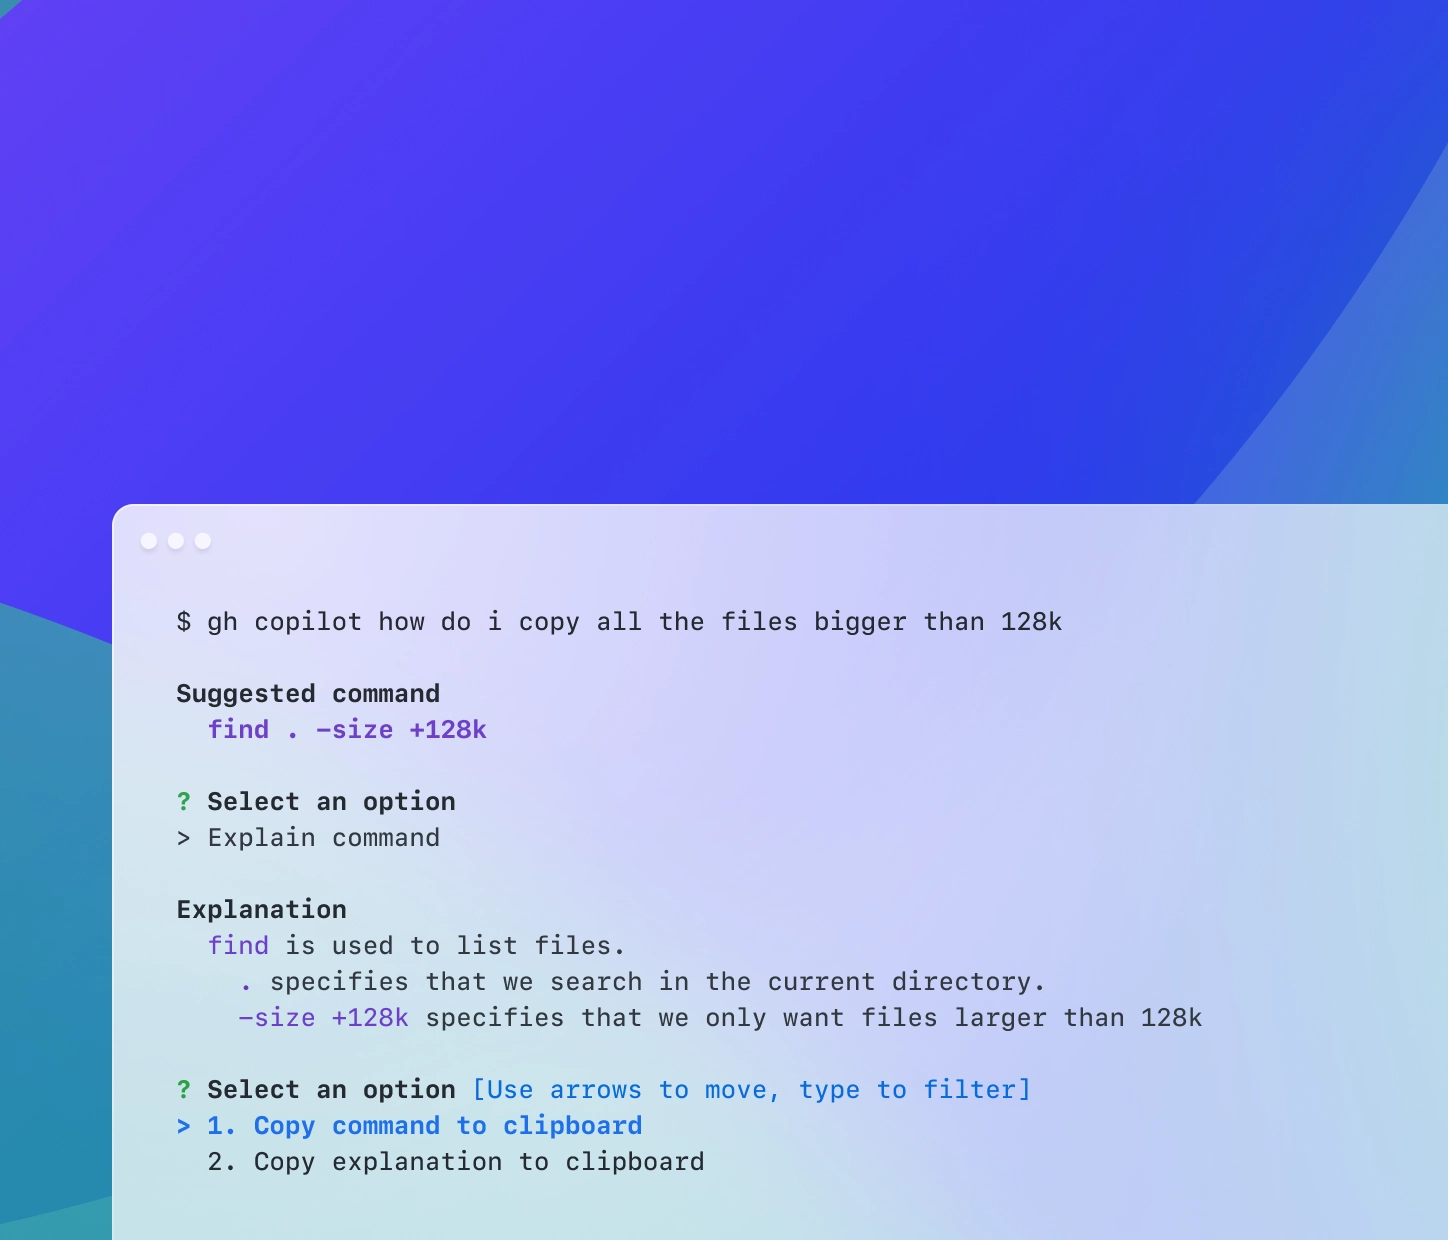 $ gh copilot how do i copy all the files bigger than 128k
Suggested command
find . –size +128k
? Select an option
> Explain command
Explanation
find is used to list files.
. specifies that we search in the current directory.
–size +128k specifies that we only want files larger than 128k
? Select an option [Use arrows to move, type to filter]
> 1. Copy command to clipboard
2. Copy explanation to clipboard